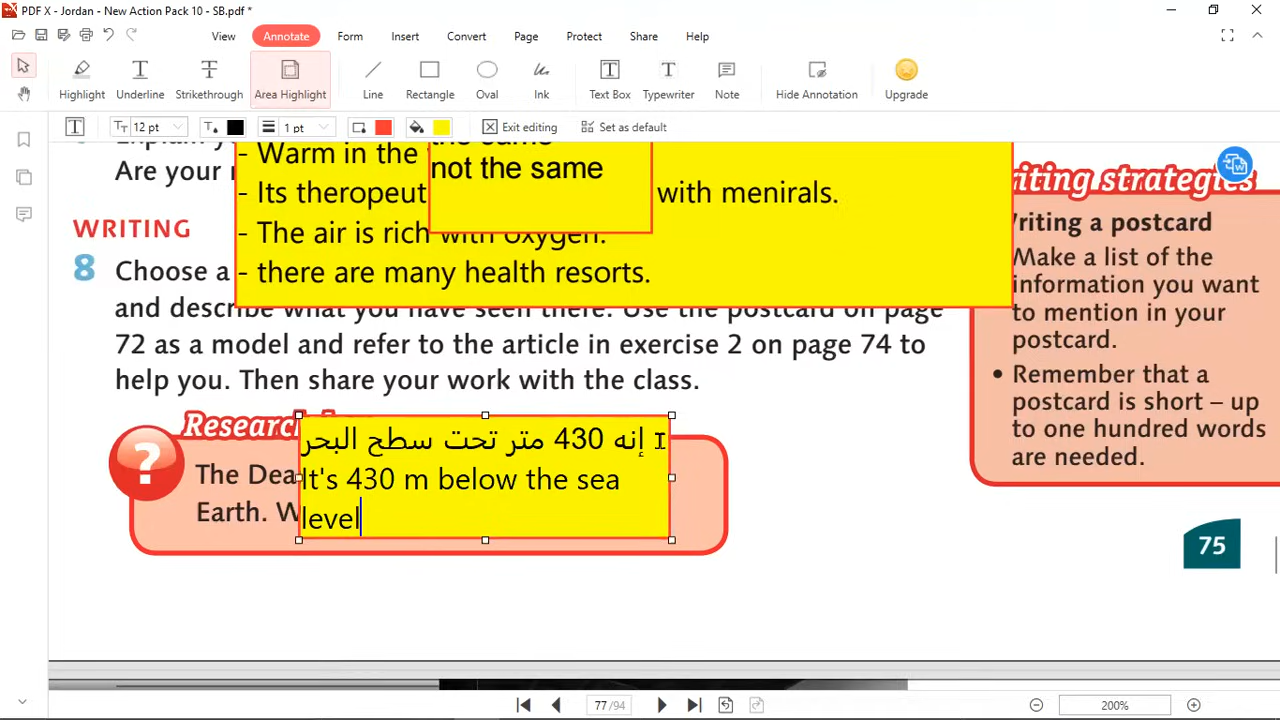 PDF X - Jordan - New Action Pack 10 - SB.pdf *
View Annotate Form Insert Convert Page Protect Share Help
Highlight Underline Strikethrough Area Highlight Line Rectangle Oval Ink Text Box Typewriter Note Hide Annotation Upgrade
12 pt 1 pt Exit editing Set as default
the same
- Warm in the
not the same
Are your
- Its theropeut with menirals.
WRITING
- The air is rich with oxygen.
8 Choose a
- there are many health resorts.
and describe what you have seen there. Use the postcard on page
72 as a model and refer to the article in exercise 2 on page 74 to
help you. Then share your work with the class.
riting strategies
Writing a postcard
Make a list of the
information you want
to mention in your
postcard.
• Remember that a
postcard is short – up
to one hundred words
are needed.
Research
إنه 430 متر تحت سطح البحر
The Dea
It's 430 m below the sea
Earth. W
level
?
75
77 /94
200%